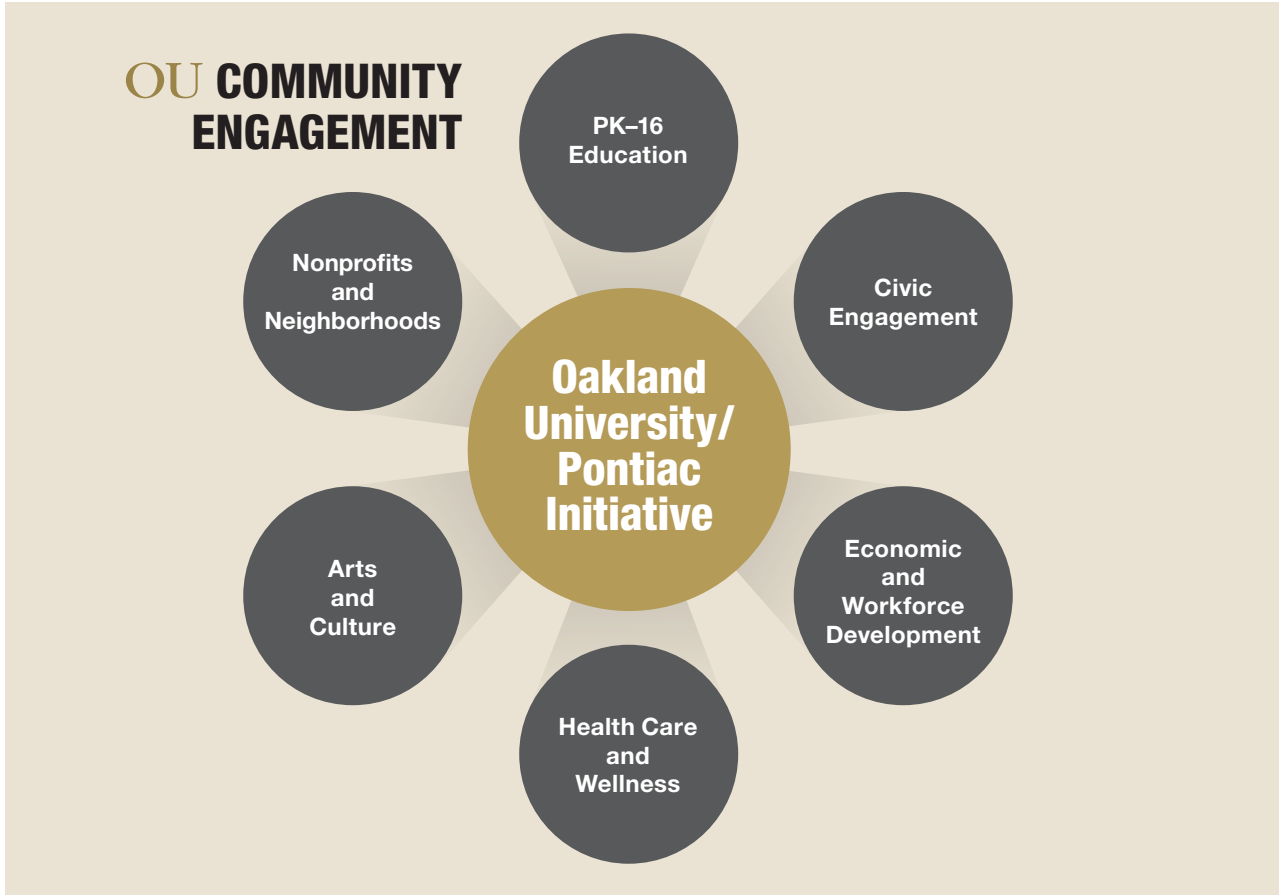 OU COMMUNITY
ENGAGEMENT
PK–16
Education
Civic
Engagement
Economic
and
Workforce
Development
Health Care
and
Wellness
Arts
and
Culture
Nonprofits
and
Neighborhoods
Oakland
University/
Pontiac
Initiative